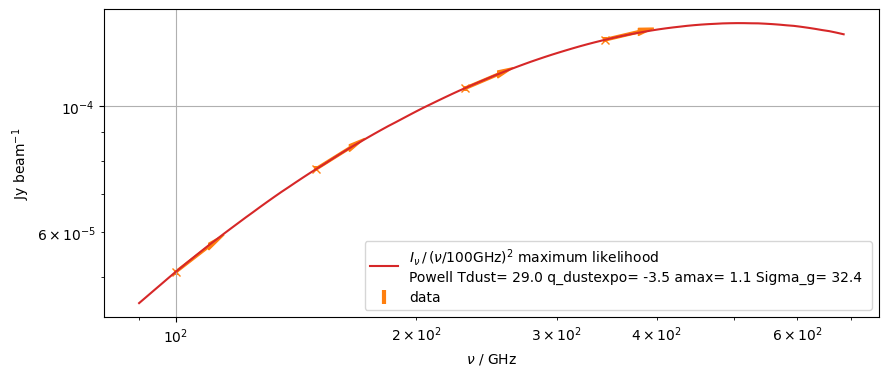 10⁻⁴
6 × 10⁻⁵
Jy beam⁻¹
I_ν / (ν/100GHz)² maximum likelihood
Powell Tdust= 29.0 q_dustexpo= -3.5 amax= 1.1 Sigma_g= 32.4
data
10² 2 × 10² 3 × 10² 4 × 10² 6 × 10²
ν / GHz